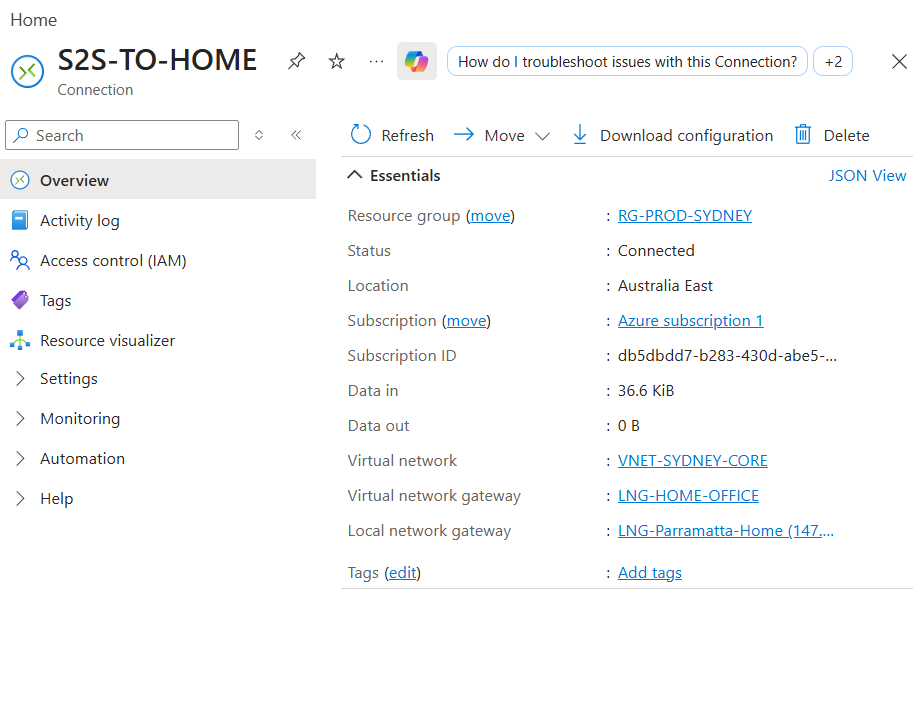 Home
S2S-TO-HOME
Connection
How do I troubleshoot issues with this Connection?
+2
Search
Refresh
Move
Download configuration
Delete
Overview
Activity log
Access control (IAM)
Tags
Resource visualizer
Settings
Monitoring
Automation
Help
Essentials
JSON View
Resource group (move) : RG-PROD-SYDNEY
Status : Connected
Location : Australia East
Subscription (move) : Azure subscription 1
Subscription ID : db5dbdd7-b283-430d-abe5-...
Data in : 36.6 KiB
Data out : 0 B
Virtual network : VNET-SYDNEY-CORE
Virtual network gateway : LNG-HOME-OFFICE
Local network gateway : LNG-Parramatta-Home (147....
Tags (edit) : Add tags